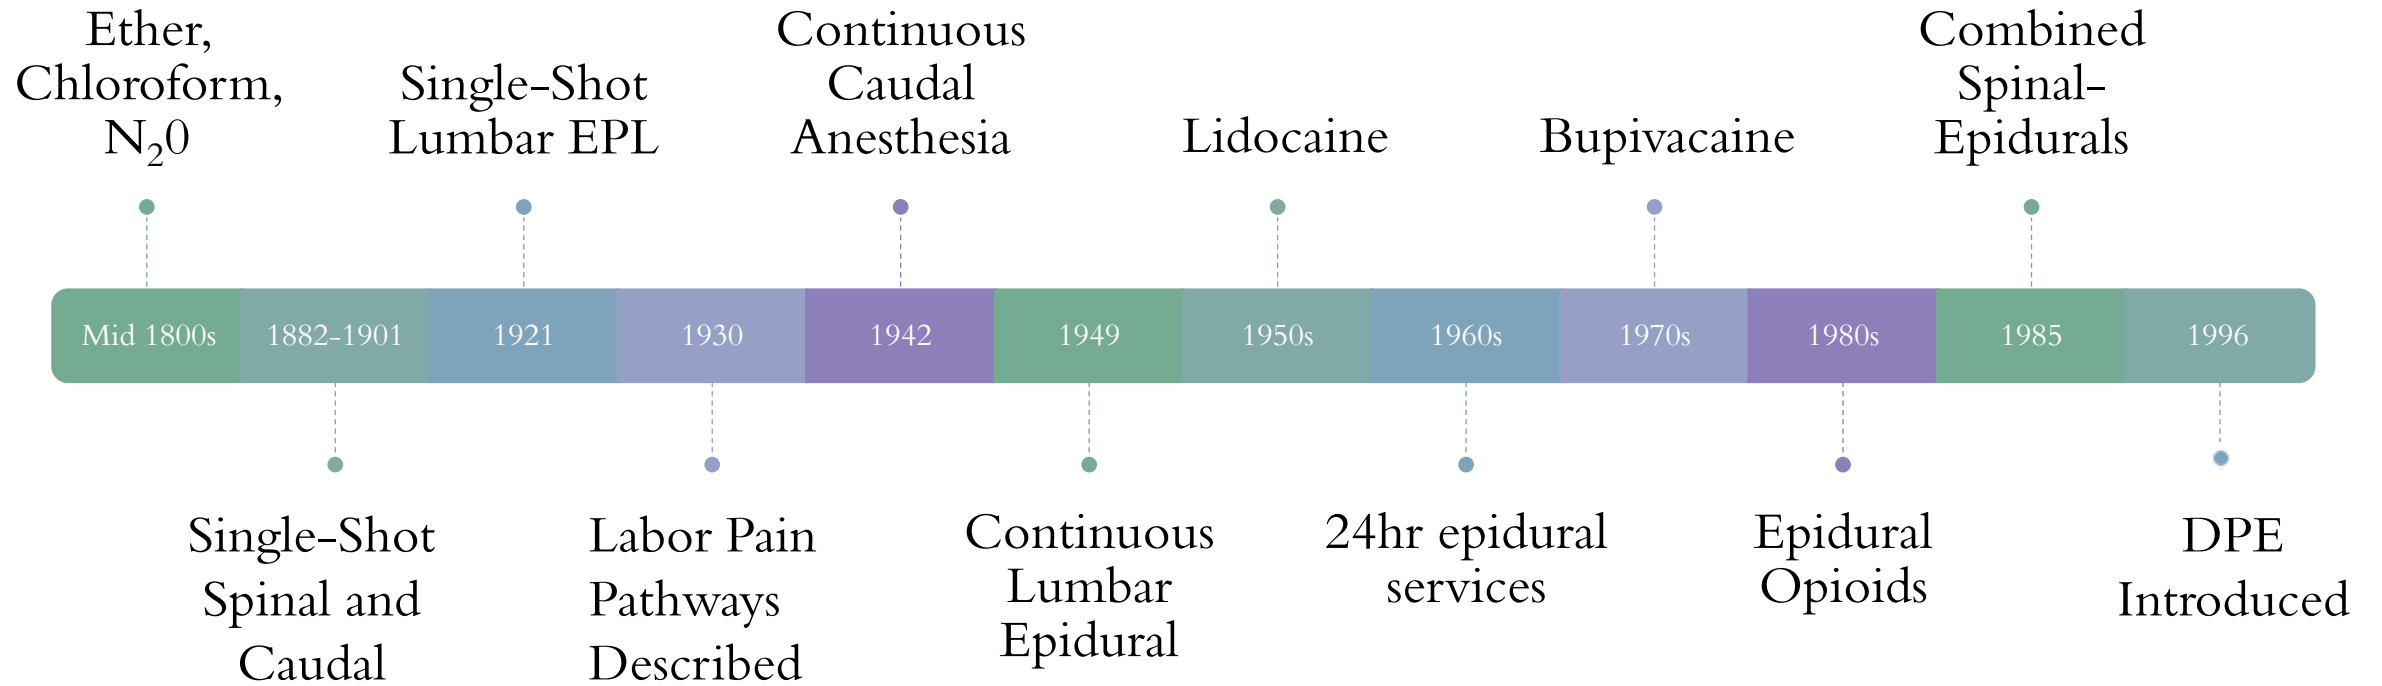 Ether,
Chloroform,
N₂0
Single-Shot
Lumbar EPL
Continuous
Caudal
Anesthesia
Lidocaine
Bupivacaine
Combined
Spinal-
Epidurals
Mid 1800s
1882-1901
1921
1930
1942
1949
1950s
1960s
1970s
1980s
1985
1996
Single-Shot
Spinal and
Caudal
Labor Pain
Pathways
Described
Continuous
Lumbar
Epidural
24hr epidural
services
Epidural
Opioids
DPE
Introduced